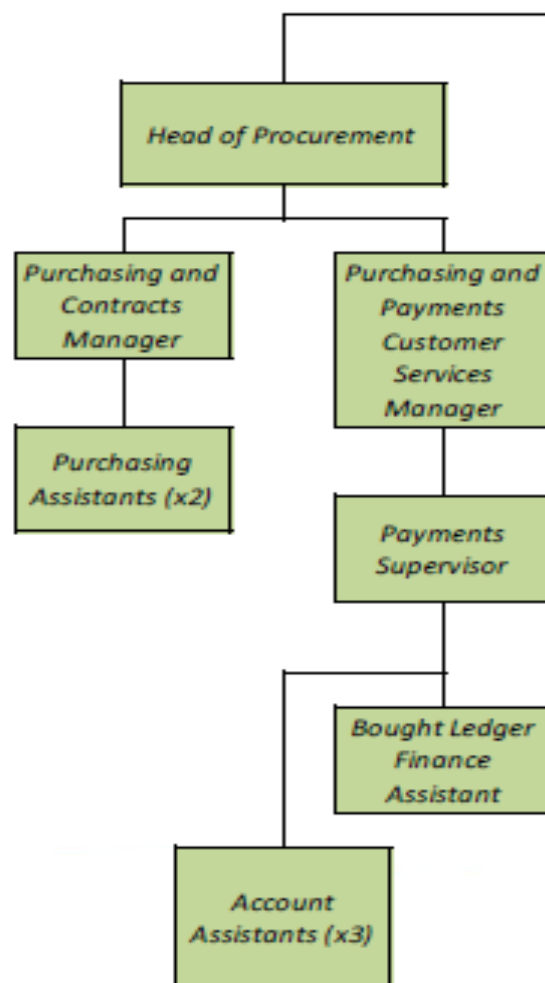 Head of Procurement
Purchasing and
Contracts
Manager
Purchasing and
Payments
Customer
Services
Manager
Purchasing
Assistants (x2)
Payments
Supervisor
Bought Ledger
Finance
Assistant
Account
Assistants (x3)